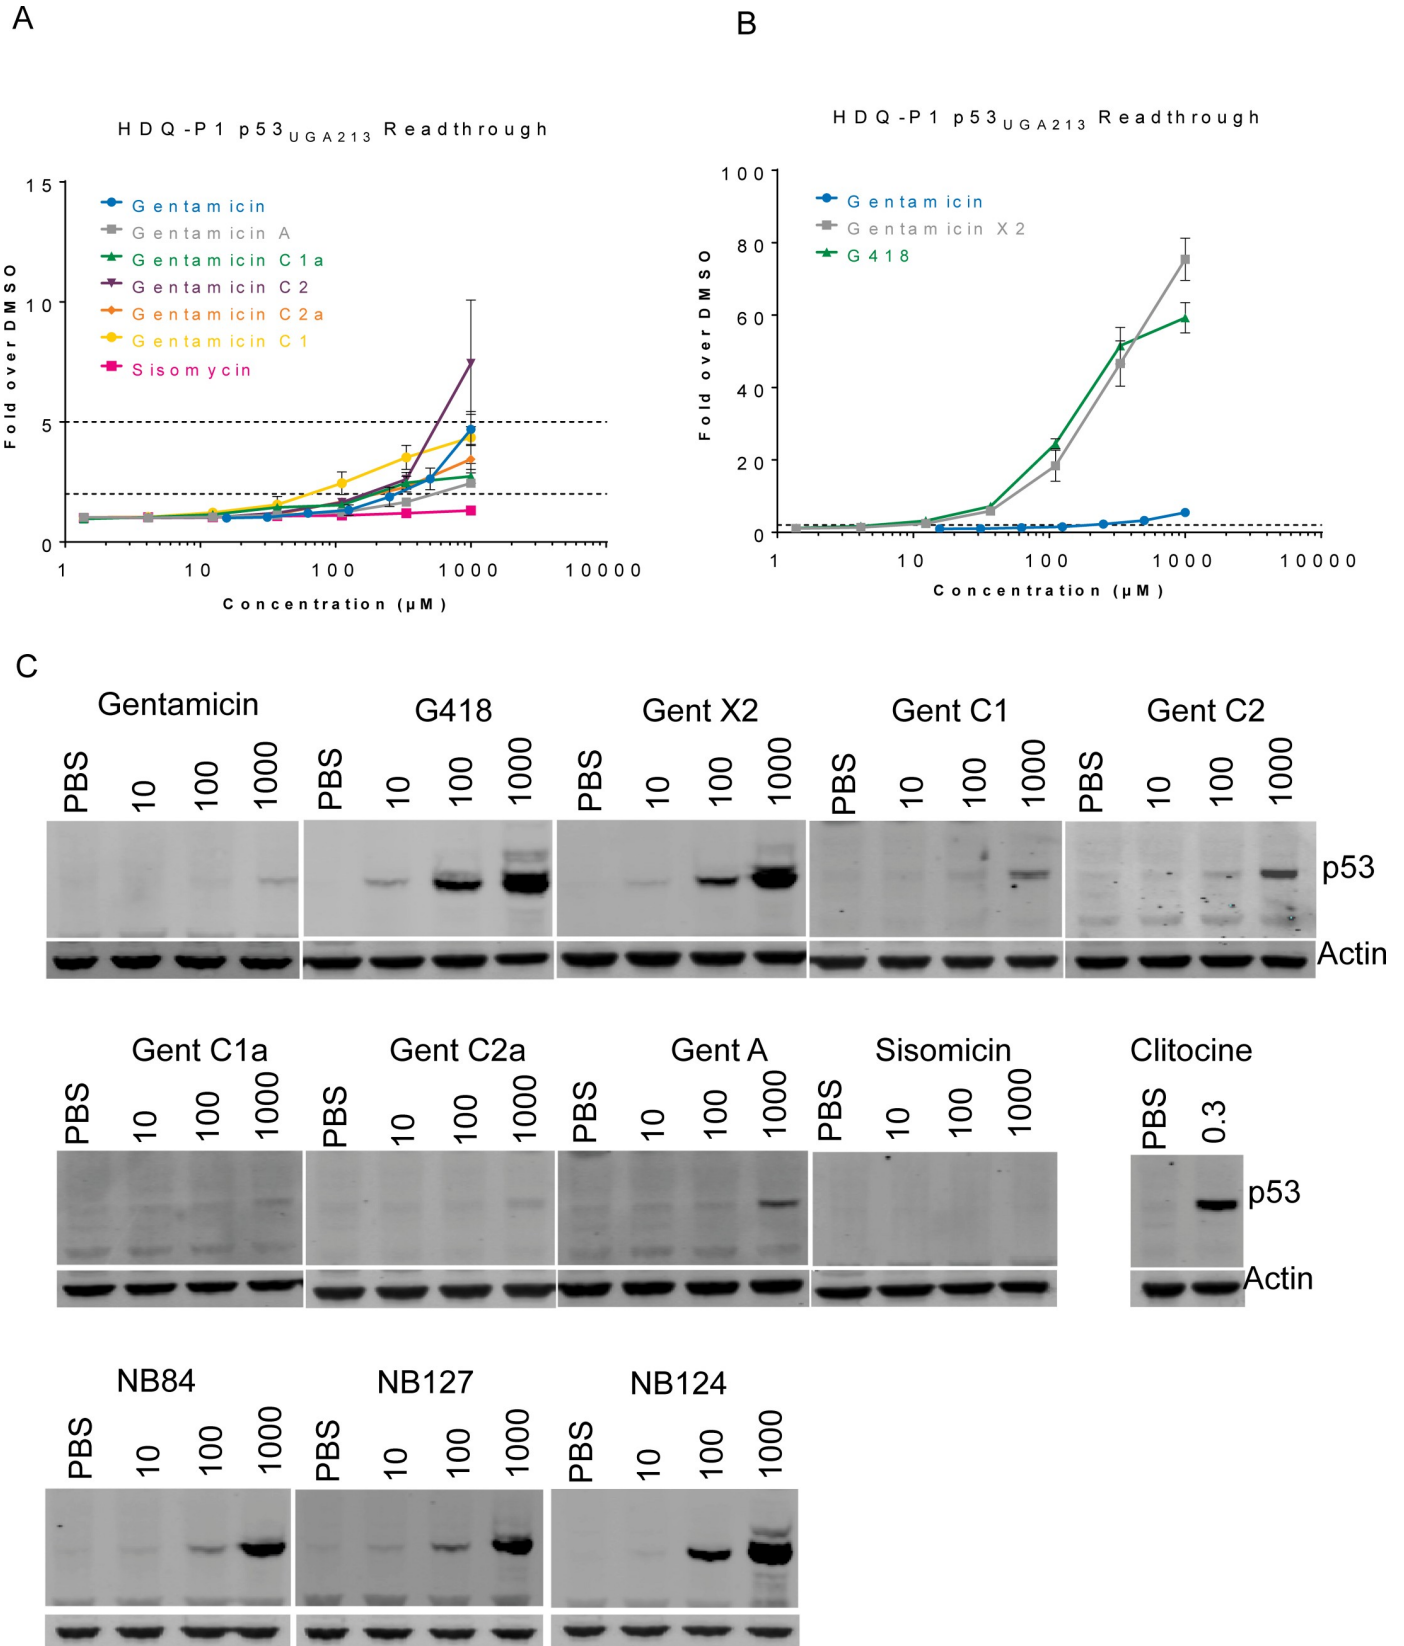 A
HDQ-P1 p53UGA213 Readthrough
15
10
5
0
Fold over DMSO
Gentamicin
Gentamicin A
Gentamicin C1a
Gentamicin C2
Gentamicin C2a
Gentamicin C1
Sisomycin
1 10 100 1000 10000
Concentration (µM)
B
HDQ-P1 p53UGA213 Readthrough
100
80
60
40
20
0
Fold over DMSO
Gentamicin
Gentamicin X2
G418
1 10 100 1000 10000
Concentration (µM)
C
Gentamicin G418 Gent X2 Gent C1 Gent C2
PBS 10 100 1000 PBS 10 100 1000 PBS 10 100 1000 PBS 10 100 1000 PBS 10 100 1000
p53
Actin
Gent C1a Gent C2a Gent A Sisomicin Clitocine
PBS 10 100 1000 PBS 10 100 1000 PBS 10 100 1000 PBS 10 100 1000 PBS 0.3
p53
Actin
NB84 NB127 NB124
PBS 10 100 1000 PBS 10 100 1000 PBS 10 100 1000